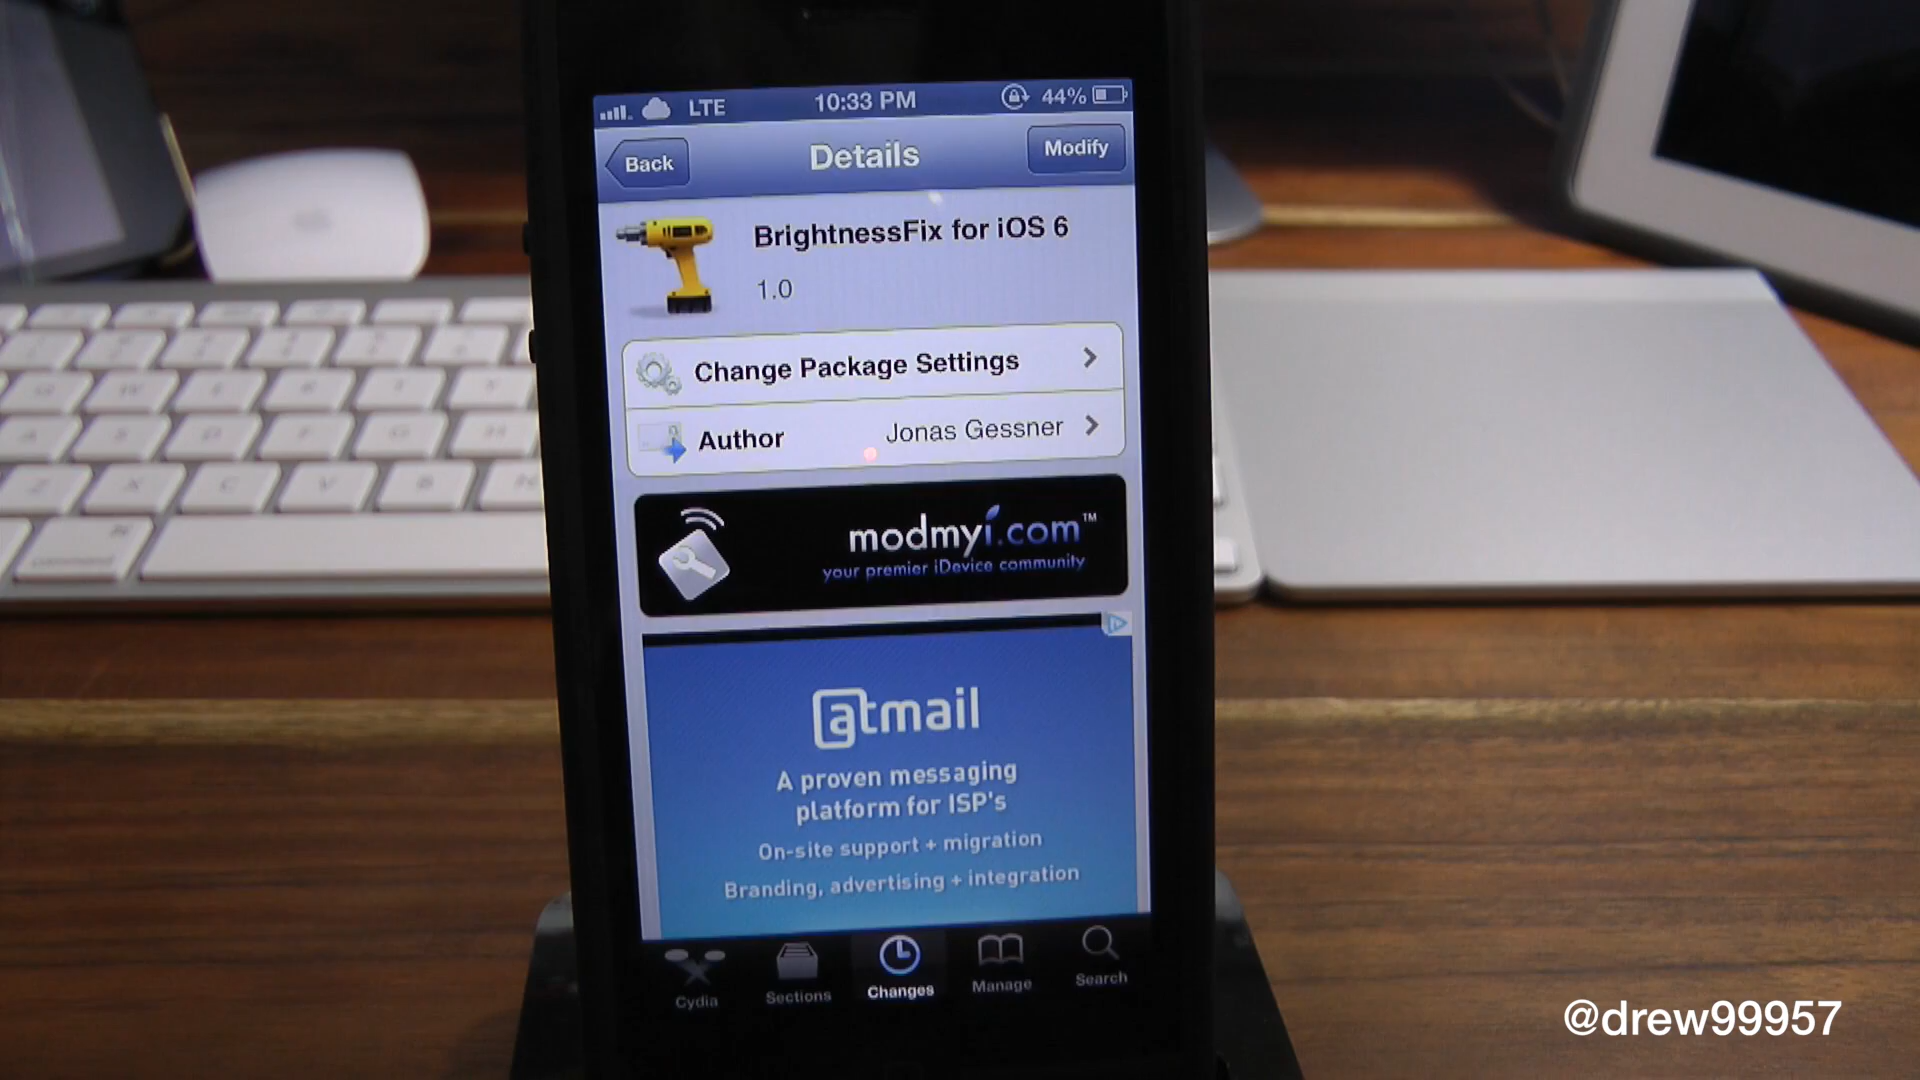 LTE 10:33 PM 44%
Back Details Modify
BrightnessFix for iOS 6
1.0
Change Package Settings
Author Jonas Gessner
modmyi.com™
your premier iDevice community
@mail
A proven messaging
platform for ISP's
On-site support + migration
Branding, advertising + integration
Cydia Sections Changes Manage Search
@drew99957